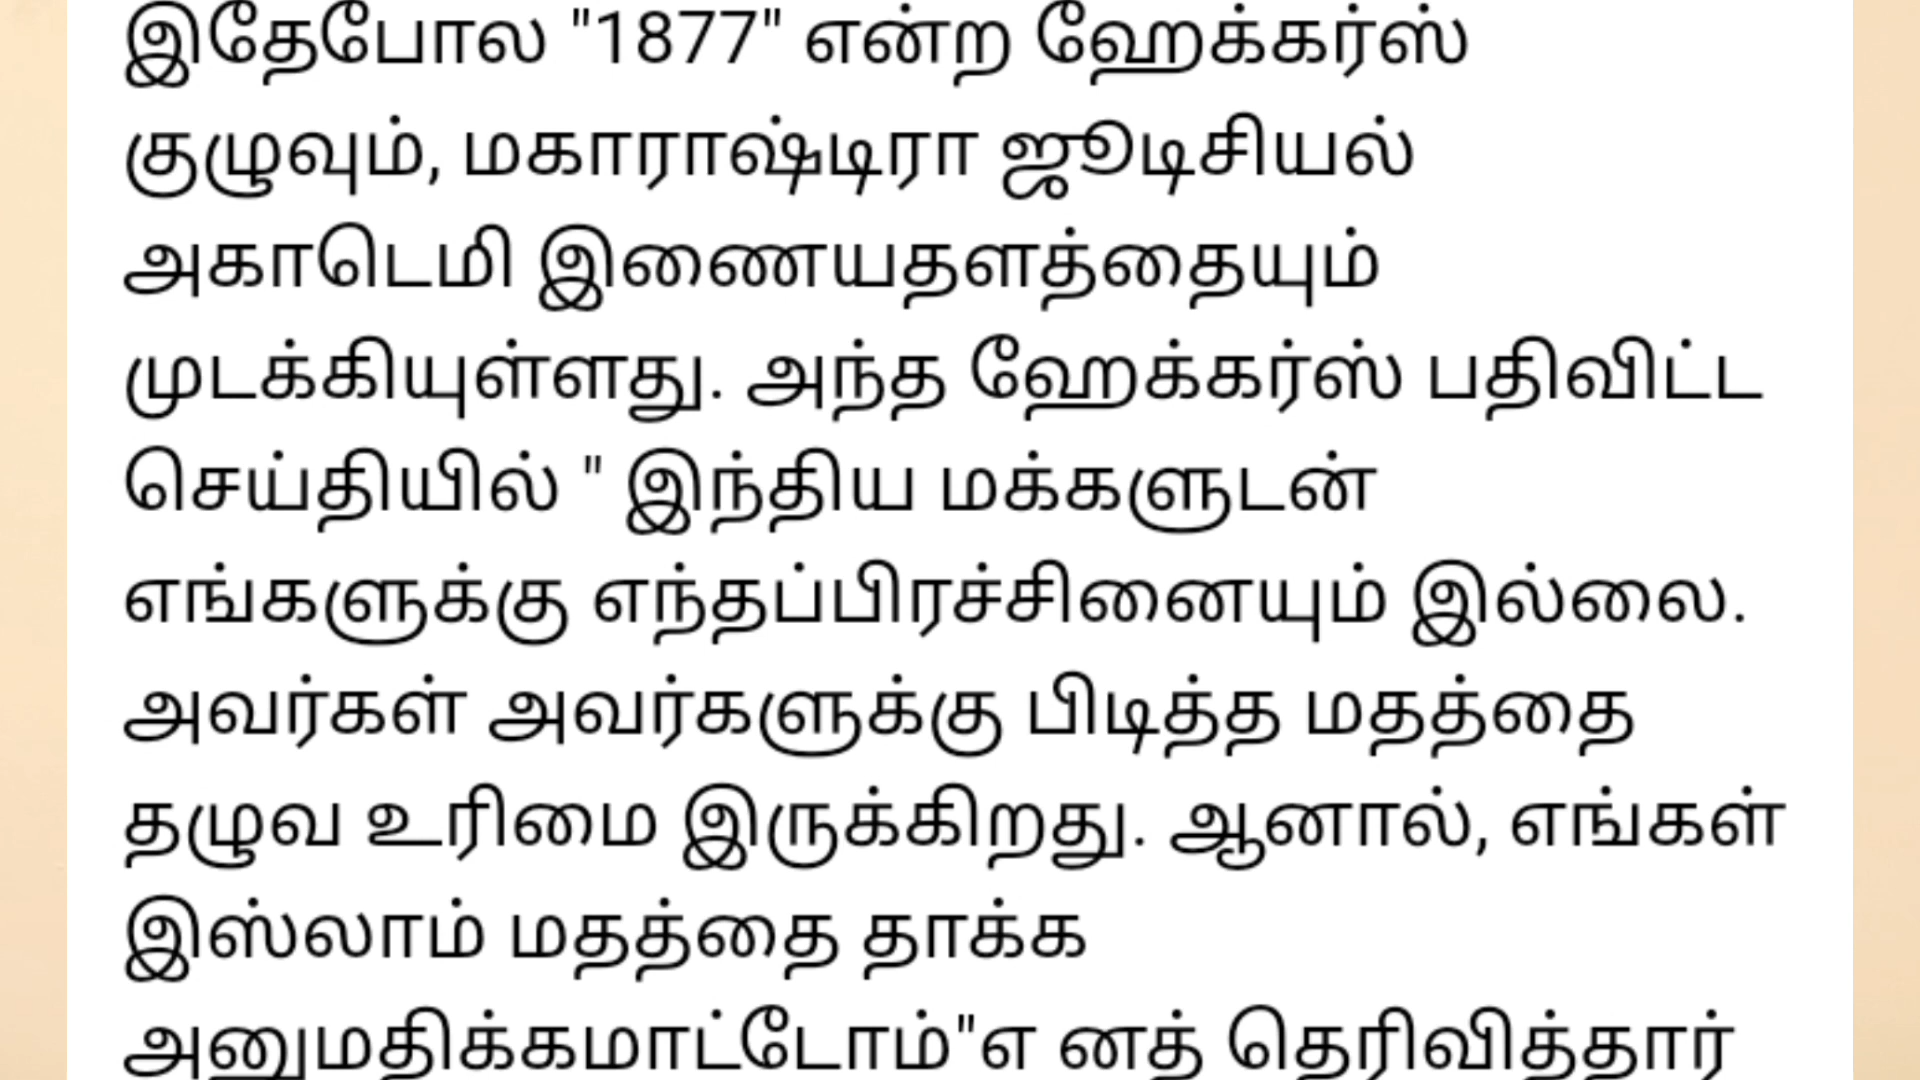 இதேபோல "1877" என்ற ஹேக்கர்ஸ்
குழுவும், மகாராஷ்டிரா ஜூடிசியல்
அகாடெமி இணையதளத்தையும்
முடக்கியுள்ளது. அந்த ஹேக்கர்ஸ் பதிவிட்ட
செய்தியில் " இந்திய மக்களுடன்
எங்களுக்கு எந்தப்பிரச்சினையும் இல்லை.
அவர்கள் அவர்களுக்கு பிடித்த மதத்தை
தழுவ உரிமை இருக்கிறது. ஆனால், எங்கள்
இஸ்லாம் மதத்தை தாக்க
அனுமதிக்கமாட்டோம்"எ னத் தெரிவித்தார்